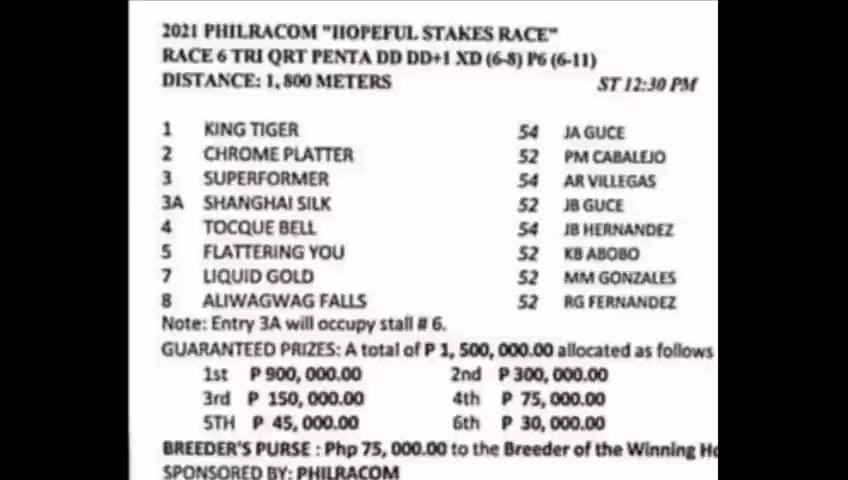 2021 PHILRACOM "HOPEFUL STAKES RACE"
RACE 6 TRI QRT PENTA DD DD+1 XD (6-8) P6 (6-11)
DISTANCE: 1, 800 METERS ST 12:30 PM
1 KING TIGER 54 JA GUCE
2 CHROME PLATTER 52 PM CABALEJO
3 SUPERFORMER 54 AR VILLEGAS
3A SHANGHAI SILK 52 JB GUCE
4 TOCQUE BELL 54 JB HERNANDEZ
5 FLATTERING YOU 52 KB ABOBO
7 LIQUID GOLD 52 MM GONZALES
8 ALIWAGWAG FALLS 52 RG FERNANDEZ
Note: Entry 3A will occupy stall # 6.
GUARANTEED PRIZES: A total of P 1, 500, 000.00 allocated as follows
1st P 900, 000.00 2nd P 300, 000.00
3rd P 150, 000.00 4th P 75, 000.00
5TH P 45, 000.00 6th P 30, 000.00
BREEDER'S PURSE : Php 75, 000.00 to the Breeder of the Winning Ho
SPONSORED BY: PHILRACOM